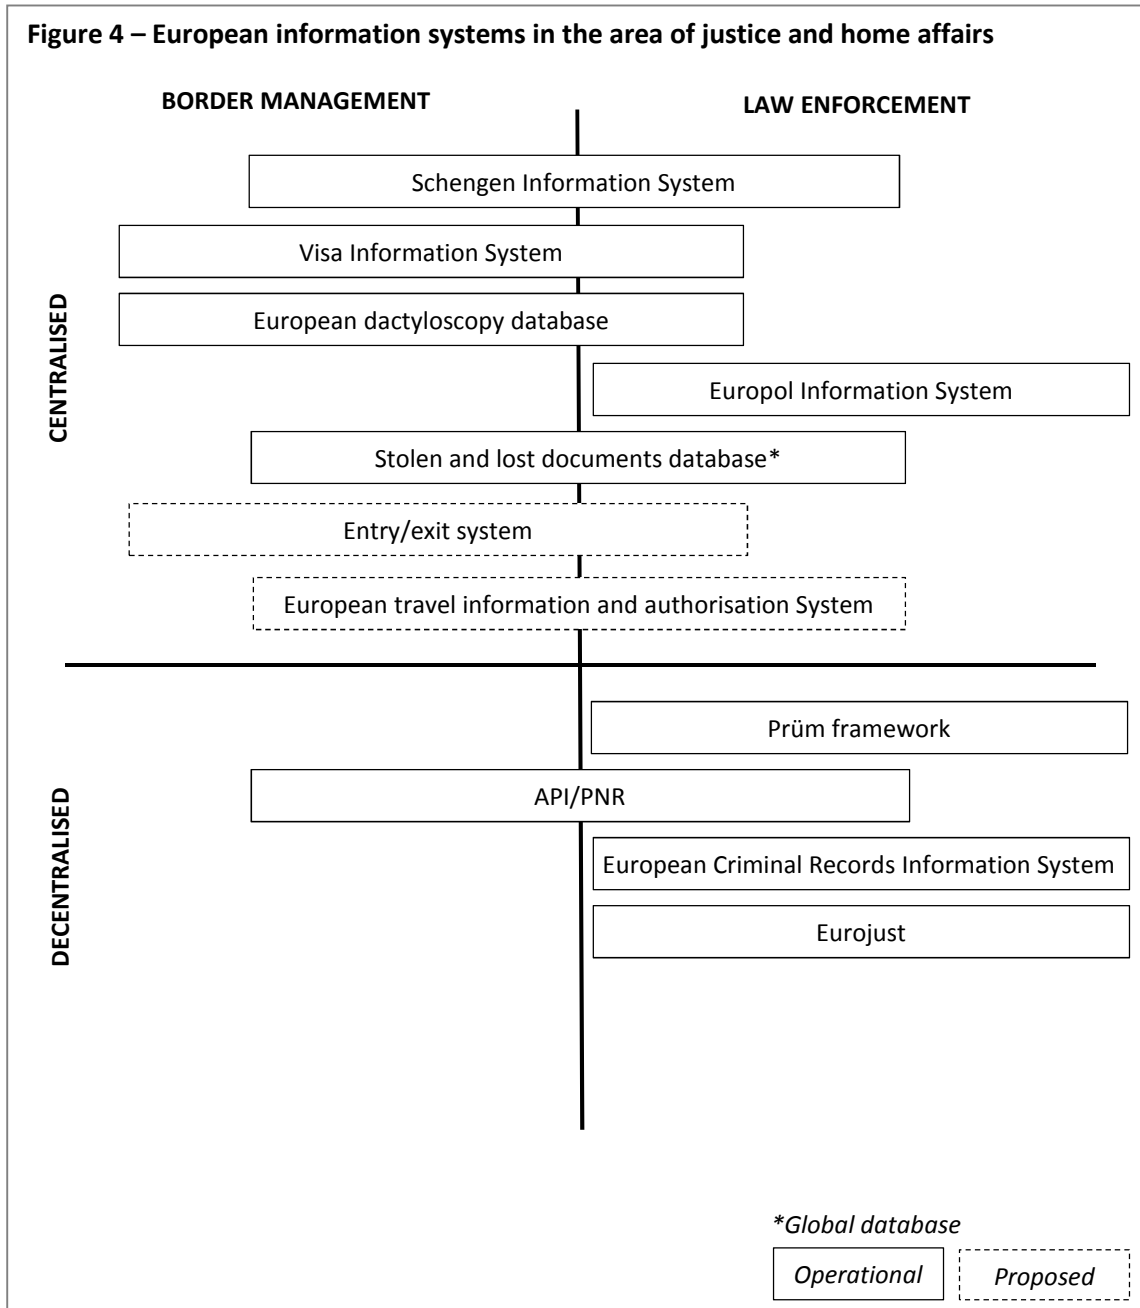 Figure 4 – European information systems in the area of justice and home affairs
BORDER MANAGEMENT
LAW ENFORCEMENT
CENTRALISED
Schengen Information System
Visa Information System
European dactyloscopy database
Europol Information System
Stolen and lost documents database*
Entry/exit system
European travel information and authorisation System
DECENTRALISED
Prüm framework
API/PNR
European Criminal Records Information System
Eurojust
*Global database
Operational
Proposed